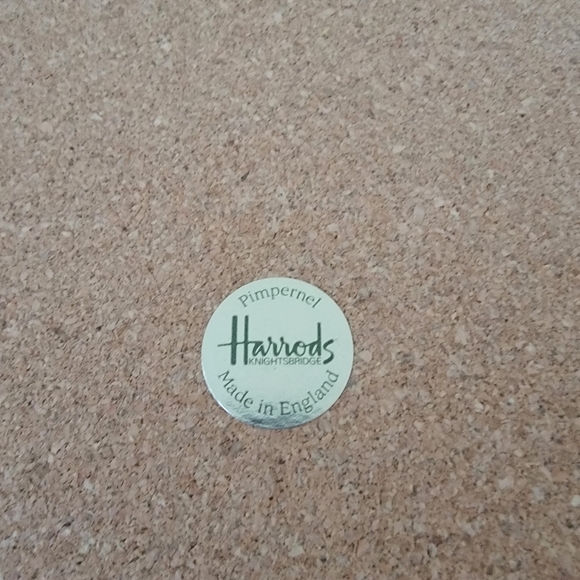 Pimpernel
Harrods
KNIGHTSBRIDGE
Made in England